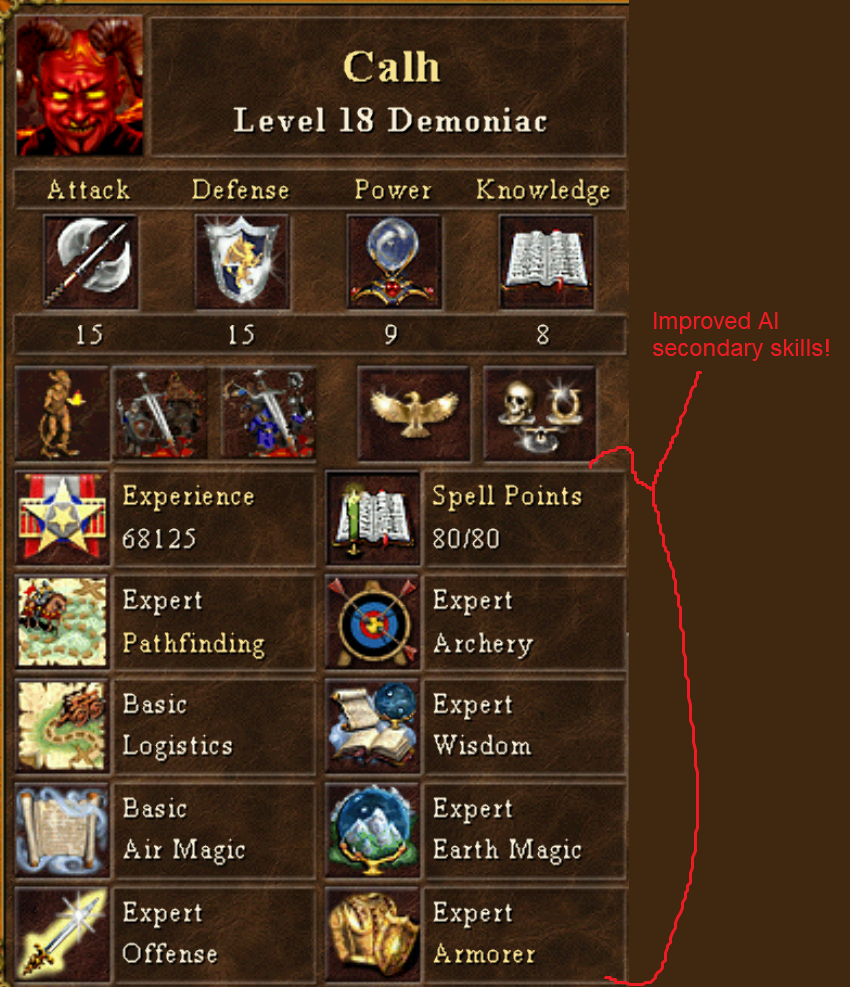 Calh
Level 18 Demoniac
Attack Defense Power Knowledge
15 15 9 8
Improved AI
secondary skills!
Experience
68125
Spell Points
80/80
Expert
Pathfinding
Expert
Archery
Basic
Logistics
Expert
Wisdom
Basic
Air Magic
Expert
Earth Magic
Expert
Offense
Expert
Armorer